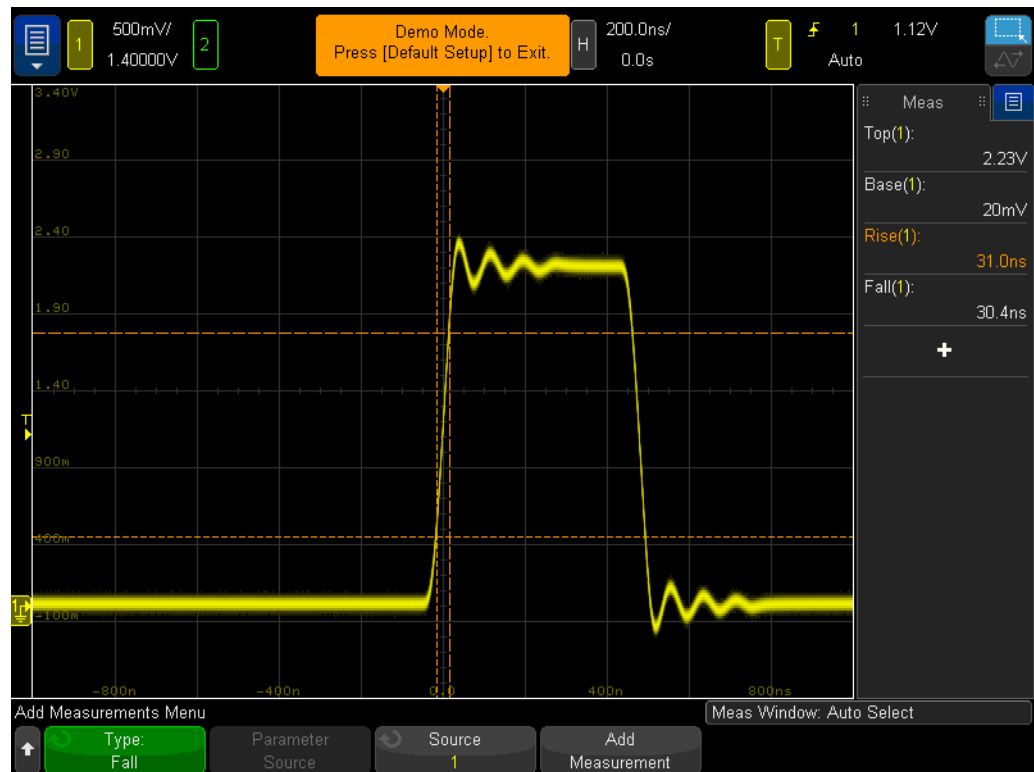 1
500mV/
1.40000V
2
Demo Mode.
Press [Default Setup] to Exit.
H
200.0ns/
0.0s
T
1
1.12V
Auto
3.40V
2.90
2.40
1.90
1.40
900m
400m
-100m
-800n
-400n
0.0
400n
800ns
T
1
Meas
Top(1):
2.23V
Base(1):
20mV
Rise(1):
31.0ns
Fall(1):
30.4ns
+
Add Measurements Menu
Meas Window: Auto Select
Type:
Fall
Parameter
Source
Source
1
Add
Measurement